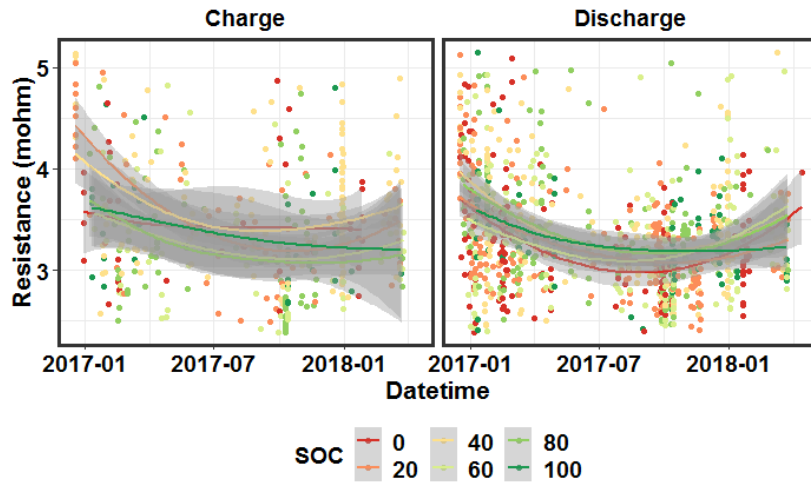 Charge Discharge
Resistance (mohm)
5
4
3
2017-01 2017-07 2018-01 2017-01 2017-07 2018-01
Datetime
SOC 0 40 80
20 60 100